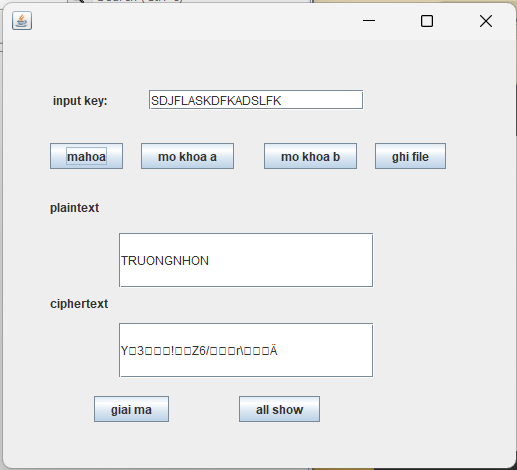 input key: SDJFLASKDFKADSLFK
mahoa mo khoa a mo khoa b ghi file
plaintext
TRUONGNHON
ciphertext
Y□3□□□!□□Z6/□□□r\□□□Ä
giai ma all show